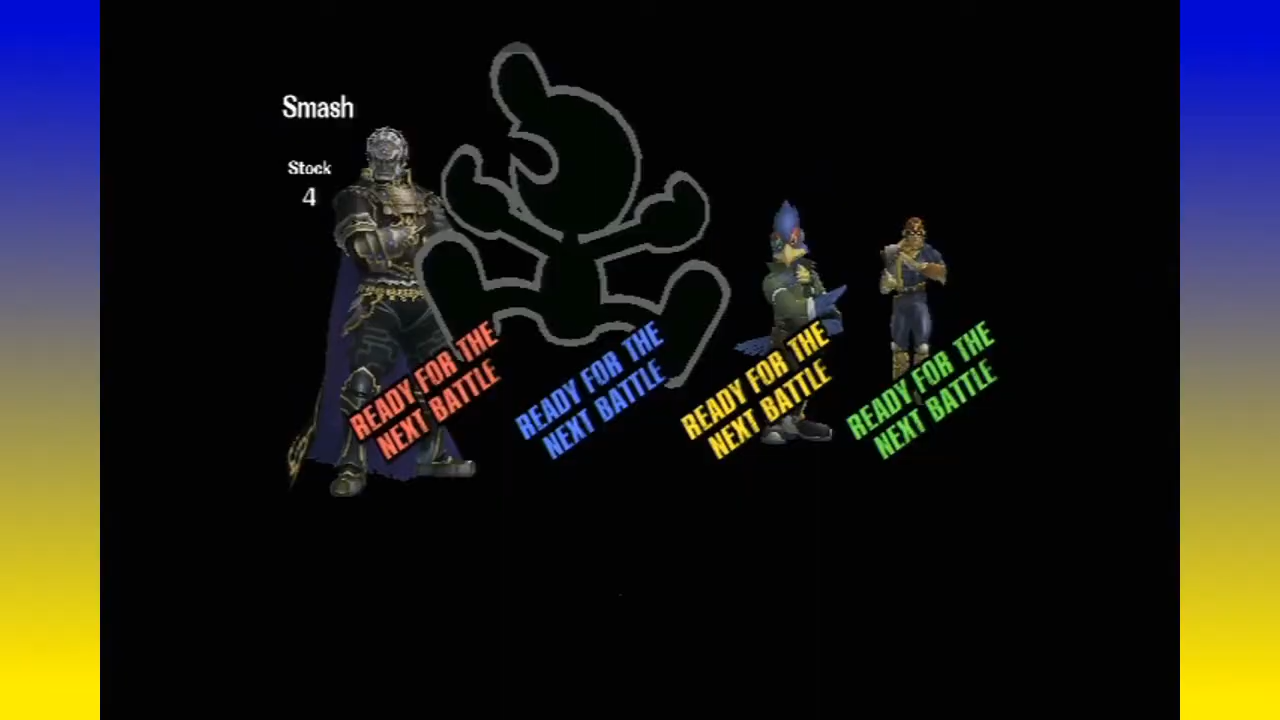 Smash
Stock
4
READY FOR THE
NEXT BATTLE
READY FOR THE
NEXT BATTLE
READY FOR THE
NEXT BATTLE
READY FOR THE
NEXT BATTLE